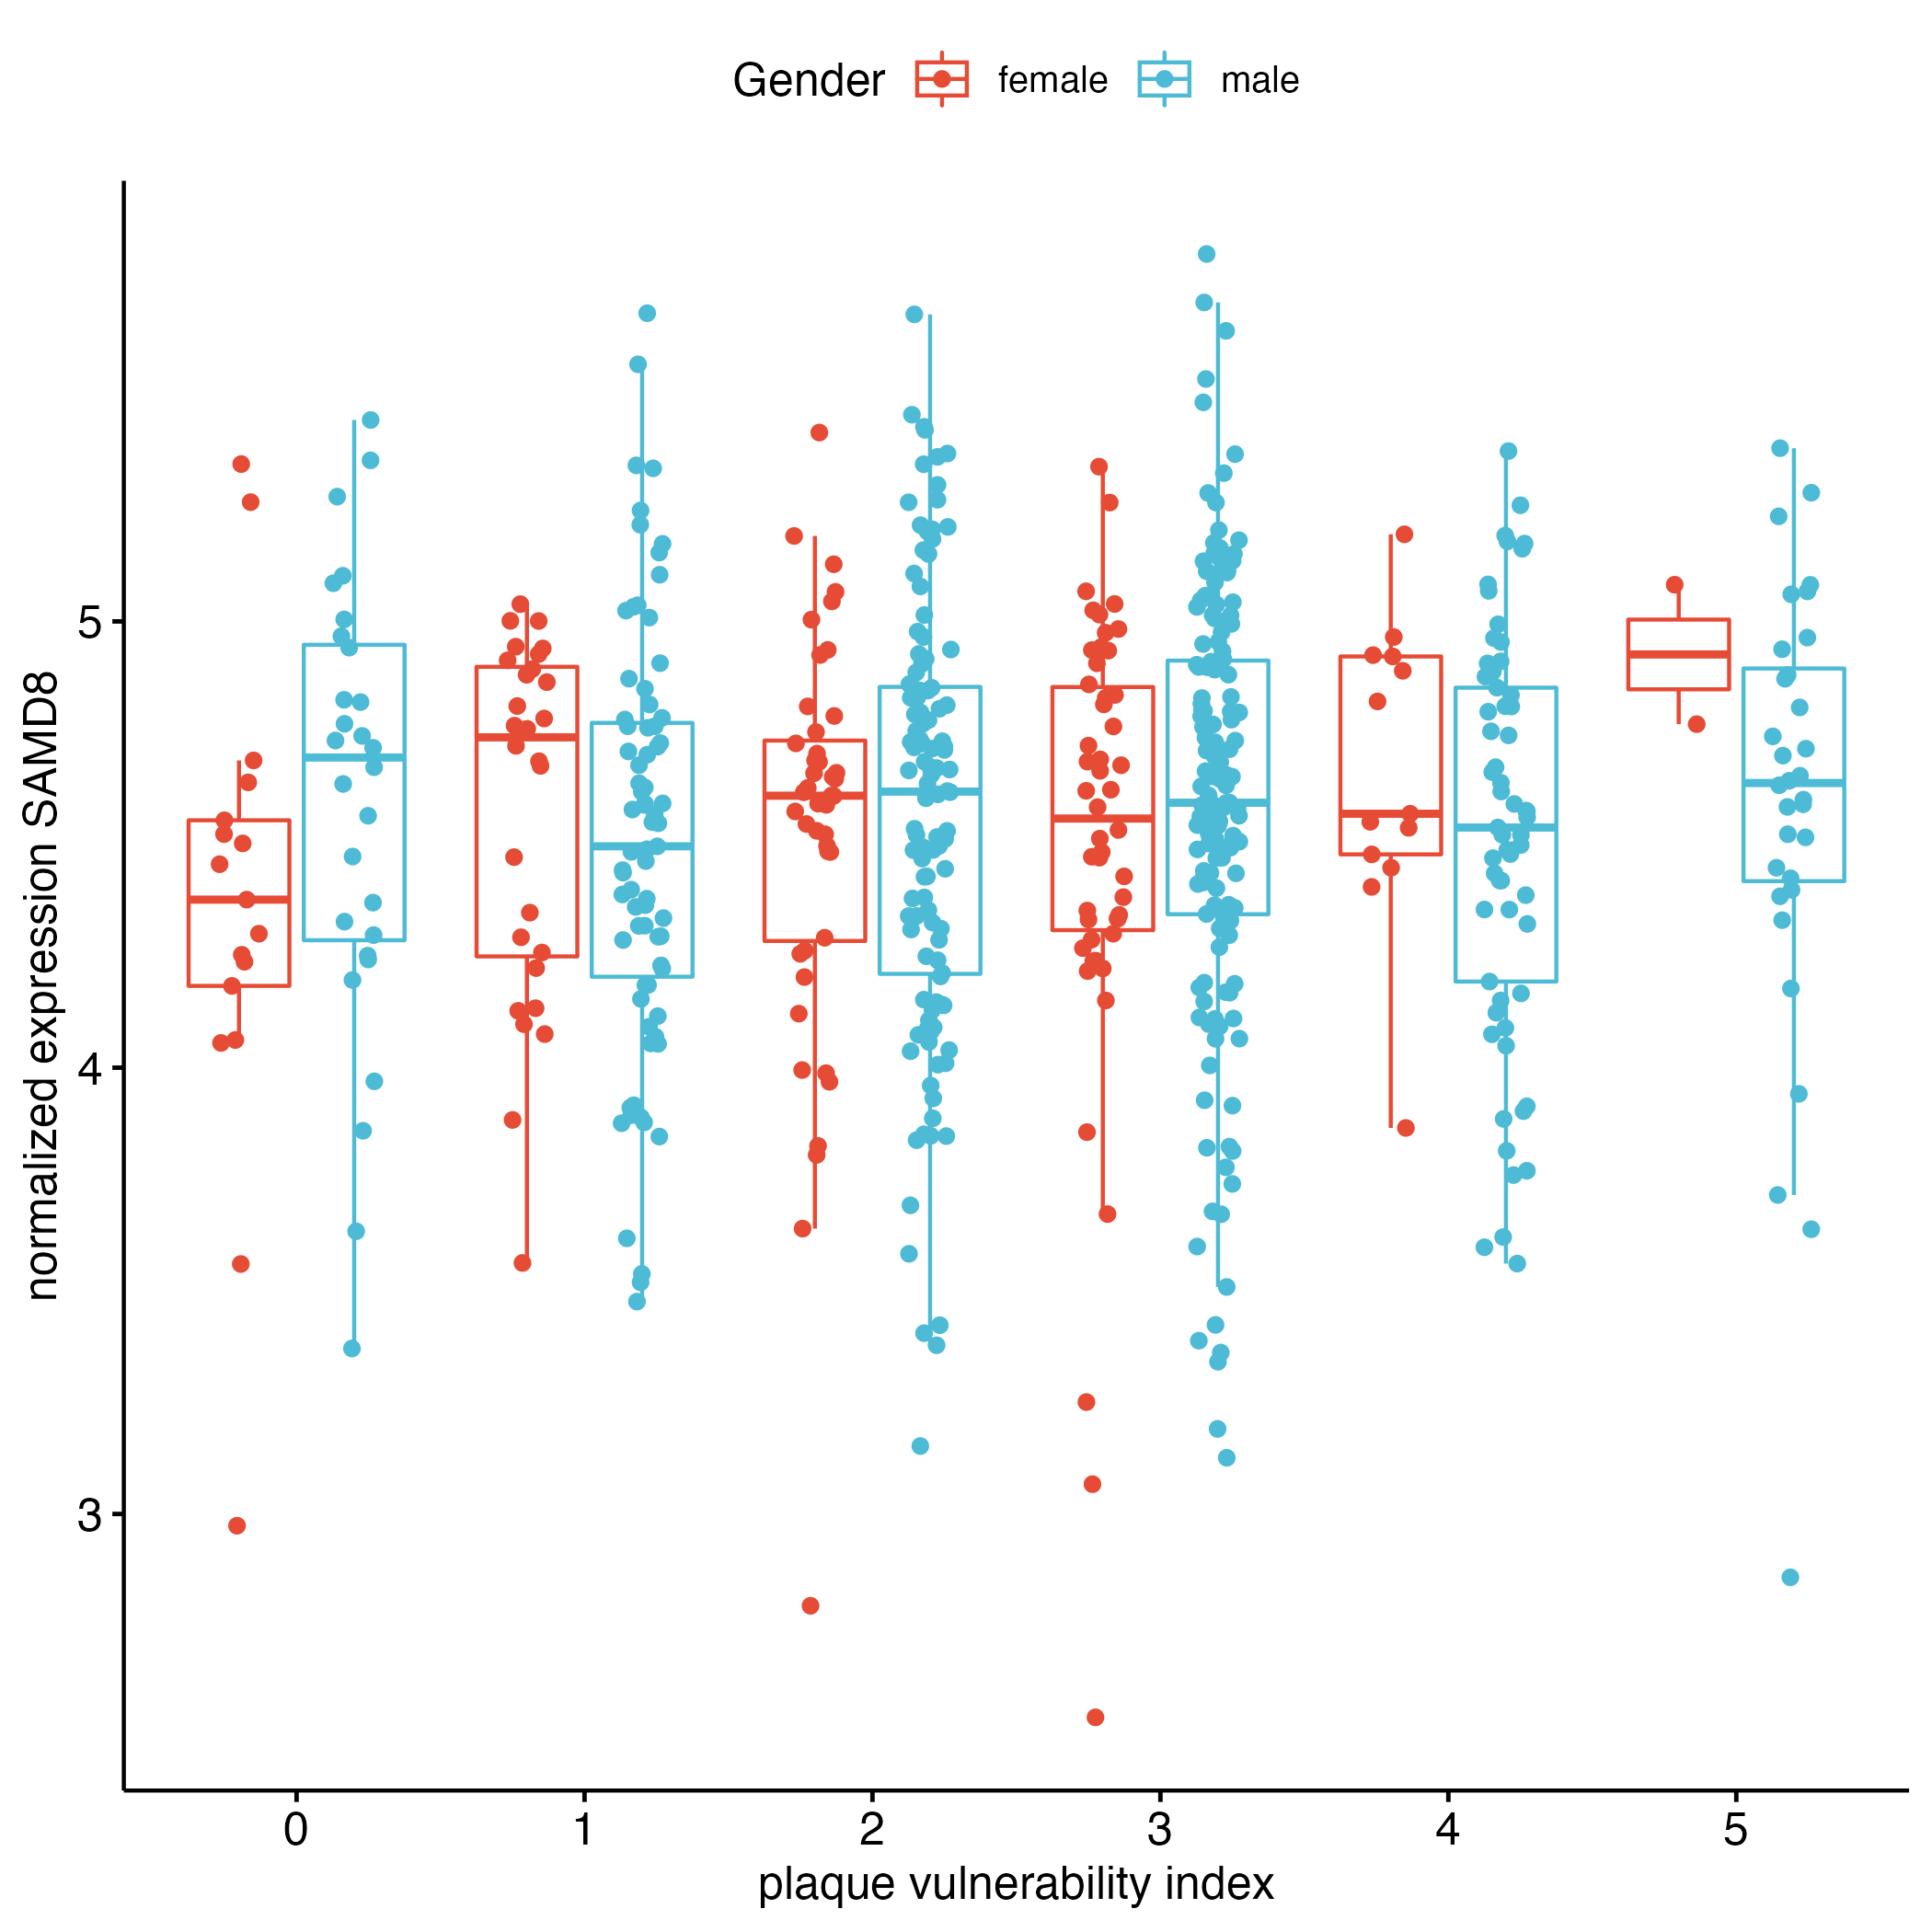 Gender female male
normalized expression SAMD8
5
4
3
0 1 2 3 4 5
plaque vulnerability index